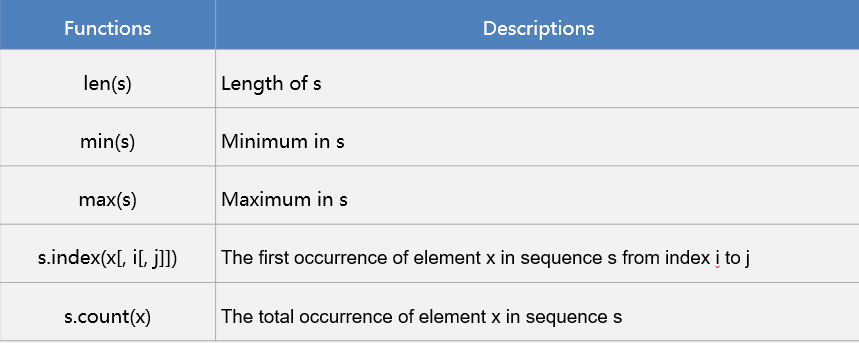 Functions Descriptions
len(s) Length of s
min(s) Minimum in s
max(s) Maximum in s
s.index(x[, i[, j]]) The first occurrence of element x in sequence s from index i to j
s.count(x) The total occurrence of element x in sequence s